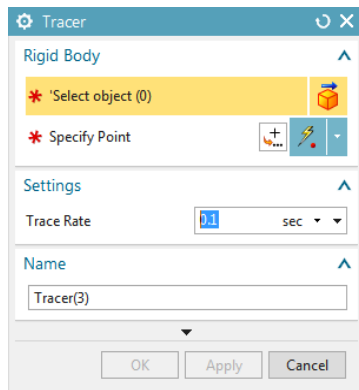 Tracer
Rigid Body
* 'Select object (0)
* Specify Point
Settings
Trace Rate 0.1 sec
Name
Tracer(3)
OK Apply Cancel